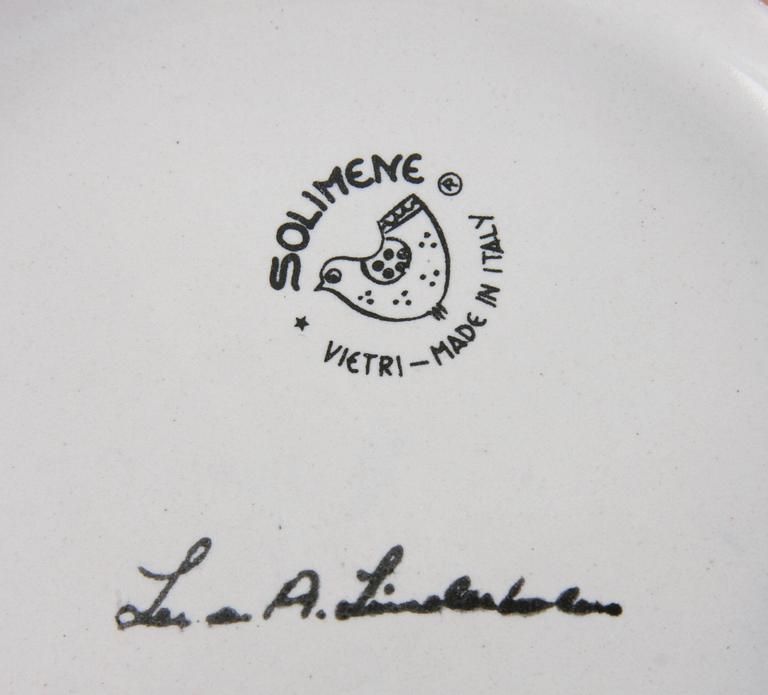 SOLIMENE ®
VIETRI — MADE IN ITALY
A.